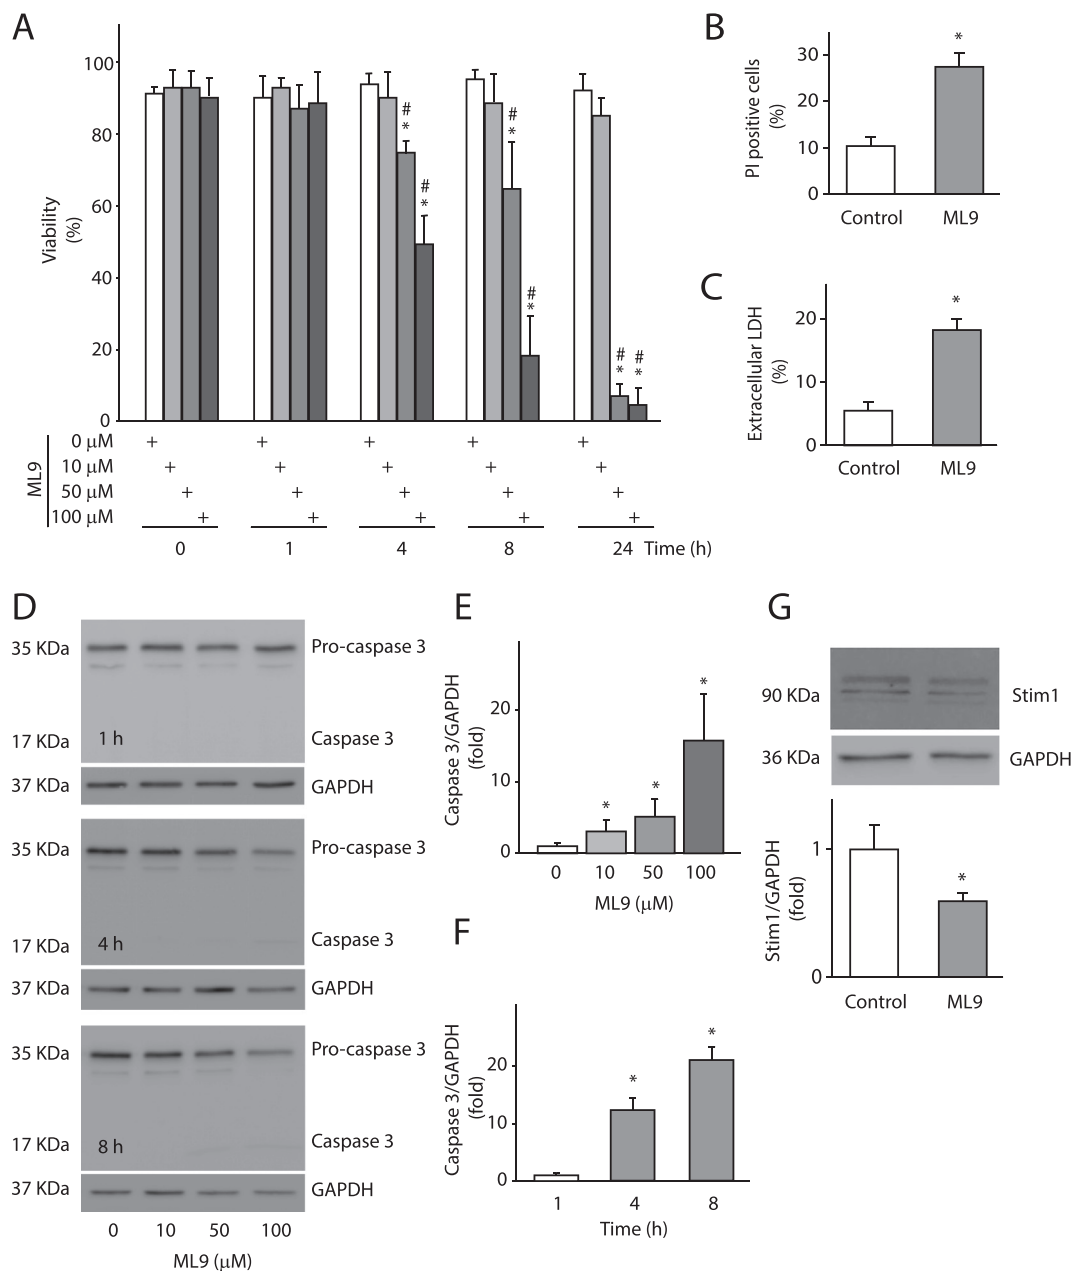 A
Viability
(%)
100
80
60
40
20
0
#
*
#
*
#
*
#
*
#
*
#
*
ML9
0 μM + + + + +
10 μM + + + + +
50 μM + + + + +
100 μM + + + + +
0 1 4 8 24 Time (h)
B
PI positive cells
(%)
30
20
10
0
*
Control ML9
C
Extracellular LDH
(%)
20
10
0
*
Control ML9
D
35 KDa Pro-caspase 3
17 KDa 1 h Caspase 3
37 KDa GAPDH
35 KDa Pro-caspase 3
17 KDa 4 h Caspase 3
37 KDa GAPDH
35 KDa Pro-caspase 3
17 KDa 8 h Caspase 3
37 KDa GAPDH
0 10 50 100
ML9 (μM)
E
Caspase 3/GAPDH
(fold)
20
10
0
* * *
0 10 50 100
ML9 (μM)
F
Caspase 3/GAPDH
(fold)
20
10
0
* *
1 4 8
Time (h)
G
90 KDa Stim1
36 KDa GAPDH
Stim1/GAPDH
(fold)
1
0
*
Control ML9